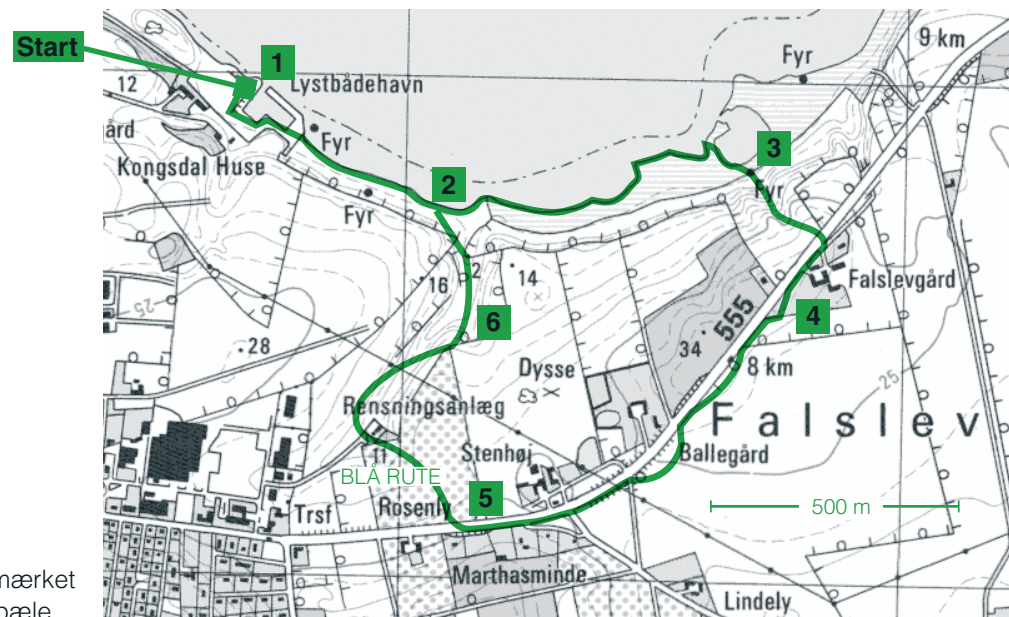 Start
1
Lystbådehavn
Fyr
9 km
12
Fyr
ård
Kongsdal Huse
2
3
Fyr
Fyr
16
2
14
Falslevgård
25
6
4
28
34
555
Dysse
8 km
25
Rensningsanlæg
Falslev
Stenhøj
Ballegård
11
BLÅ RUTE
5
500 m
Trsf
Rosenly
Marthasminde
mærket
pæle
Lindely